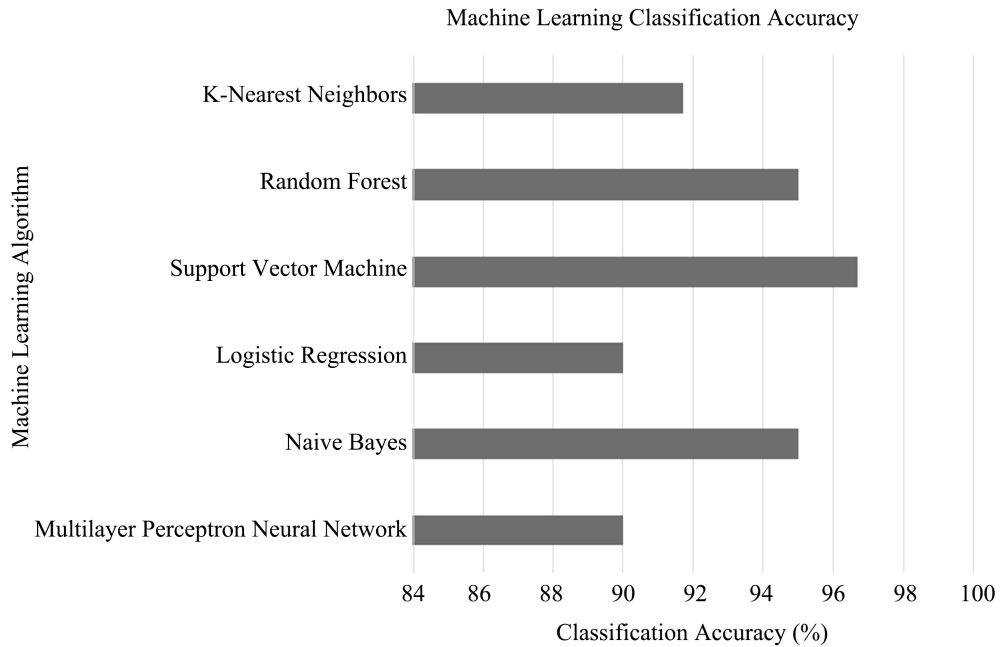 Machine Learning Classification Accuracy
Machine Learning Algorithm
K-Nearest Neighbors
Random Forest
Support Vector Machine
Logistic Regression
Naive Bayes
Multilayer Perceptron Neural Network
84 86 88 90 92 94 96 98 100
Classification Accuracy (%)